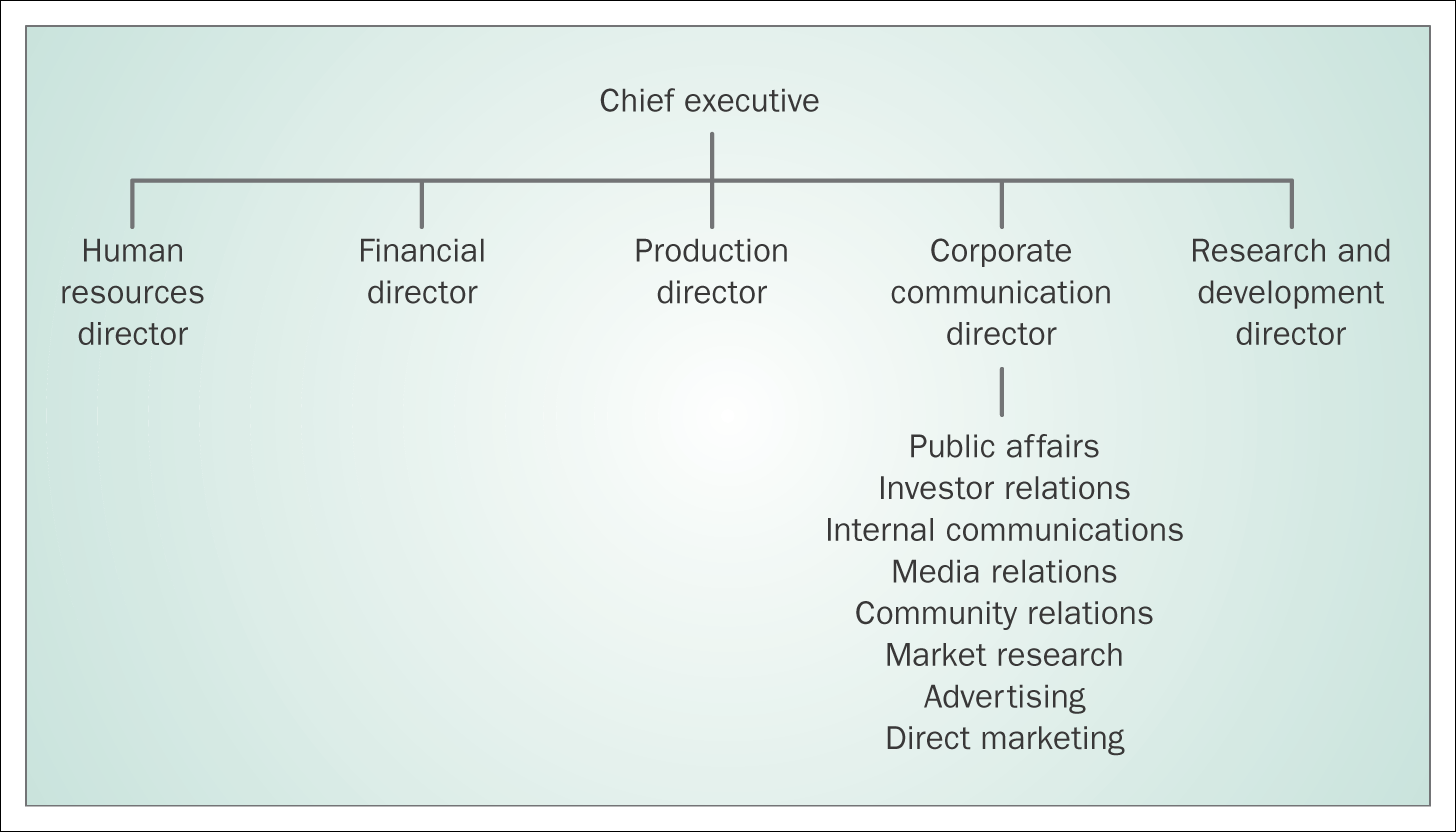 Chief executive
Human
resources
director
Financial
director
Production
director
Corporate
communication
director
Research and
development
director
Public affairs
Investor relations
Internal communications
Media relations
Community relations
Market research
Advertising
Direct marketing